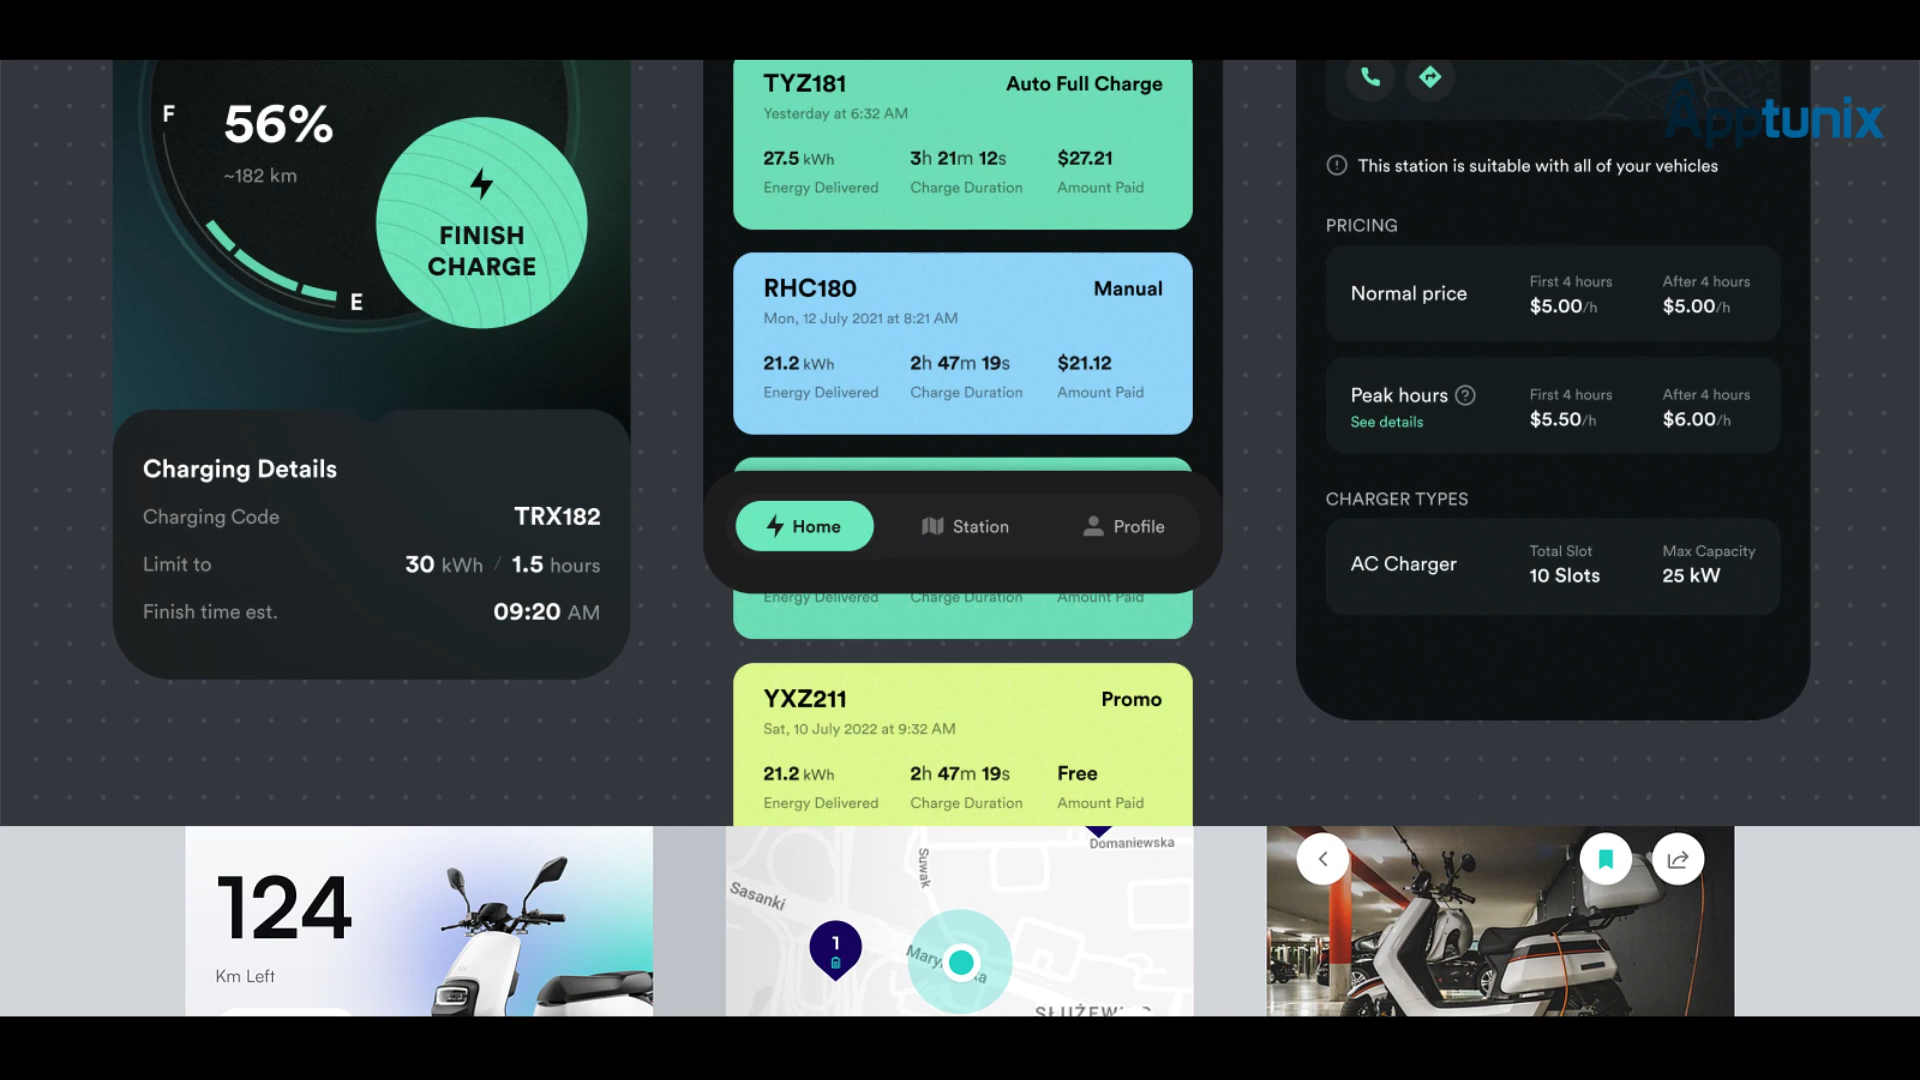 F
56%
~182 km
FINISH
CHARGE
E
Charging Details
Charging Code TRX182
Limit to 30 kWh / 1.5 hours
Finish time est. 09:20 AM
TYZ181 Auto Full Charge
Yesterday at 6:32 AM
27.5 kWh 3h 21m 12s $27.21
Energy Delivered Charge Duration Amount Paid
RHC180 Manual
Mon, 12 July 2021 at 8:21 AM
21.2 kWh 2h 47m 19s $21.12
Energy Delivered Charge Duration Amount Paid
Home Station Profile
Energy Delivered Charge Duration Amount Paid
YXZ211 Promo
Sat, 10 July 2022 at 9:32 AM
21.2 kWh 2h 47m 19s Free
Energy Delivered Charge Duration Amount Paid
Apptunix
This station is suitable with all of your vehicles
PRICING
Normal price
First 4 hours After 4 hours
$5.00/h $5.00/h
Peak hours
See details
First 4 hours After 4 hours
$5.50/h $6.00/h
CHARGER TYPES
AC Charger
Total Slot Max Capacity
10 Slots 25 kW
124
Km Left
Domaniewska
Suwak
Sasanki
1